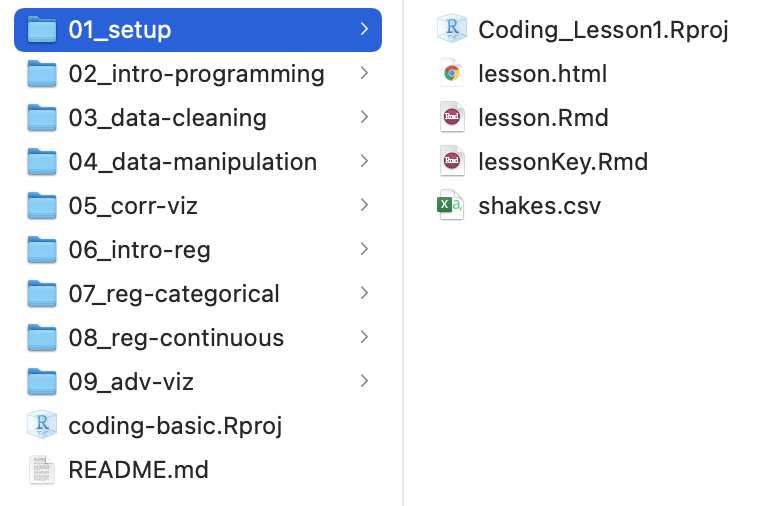 01_setup
02_intro-programming
03_data-cleaning
04_data-manipulation
05_corr-viz
06_intro-reg
07_reg-categorical
08_reg-continuous
09_adv-viz
coding-basic.Rproj
README.md
Coding_Lesson1.Rproj
lesson.html
lesson.Rmd
lessonKey.Rmd
shakes.csv